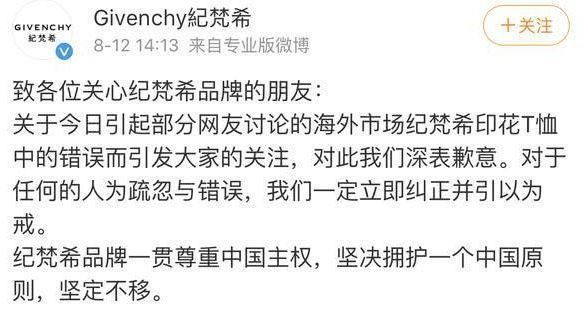 GIVENCHY
紀梵希
Givenchy紀梵希
8-12 14:13 来自专业版微博
+关注
致各位关心纪梵希品牌的朋友：
关于今日引起部分网友讨论的海外市场纪梵希印花T恤
中的错误而引发大家的关注，对此我们深表歉意。对于
任何的人为疏忽与错误，我们一定立即纠正并引以为
戒。
纪梵希品牌一贯尊重中国主权，坚决拥护一个中国原
则，坚定不移。